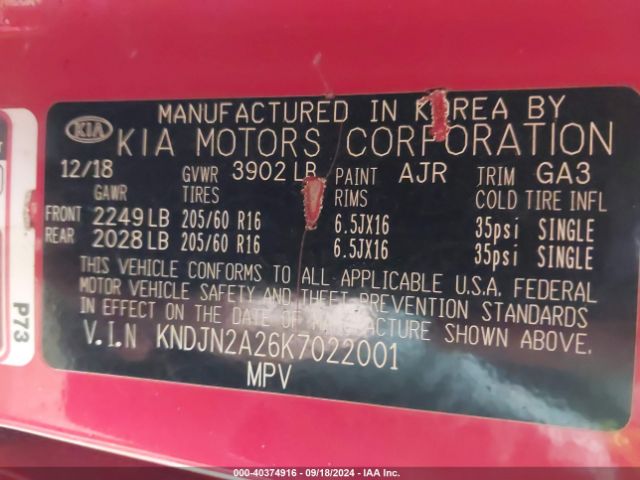 KIA
MANUFACTURED IN KOREA BY
KIA MOTORS CORPORATION
12/18 GVWR 3902 LB PAINT AJR TRIM GA3
GAWR TIRES RIMS COLD TIRE INFL
FRONT 2249 LB 205/60 R16 6.5JX16 35psi SINGLE
REAR 2028 LB 205/60 R16 6.5JX16 35psi SINGLE
THIS VEHICLE CONFORMS TO ALL APPLICABLE U.S.A. FEDERAL
MOTOR VEHICLE SAFETY AND THEFT PREVENTION STANDARDS
IN EFFECT ON THE DATE OF MANUFACTURE SHOWN ABOVE.
V.I.N KNDJN2A26K7022001
MPV
P73
000-40374916 - 09/18/2024 - IAA Inc.